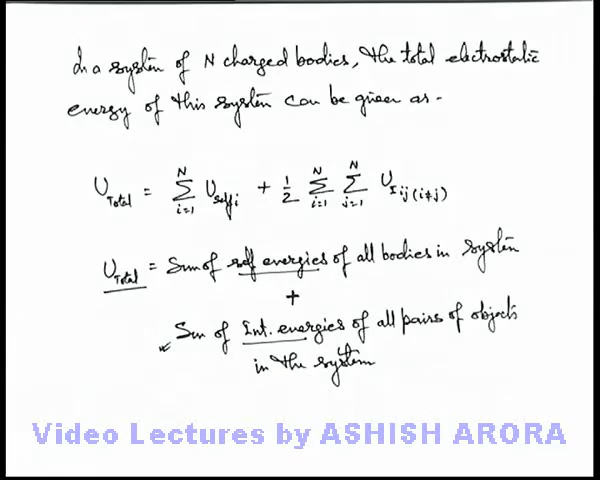 In a system of N charged bodies, the total electrostatic
energy of this system can be given as -
U_Total = Σ_{i=1}^{N} U_self i + 1/2 Σ_{i=1}^{N} Σ_{j=1}^{N} U_I ij (i≠j)
U_Total = Sum of self energies of all bodies in system
+
Sum of Int. energies of all pairs of objects
in the system
Video Lectures by ASHISH ARORA